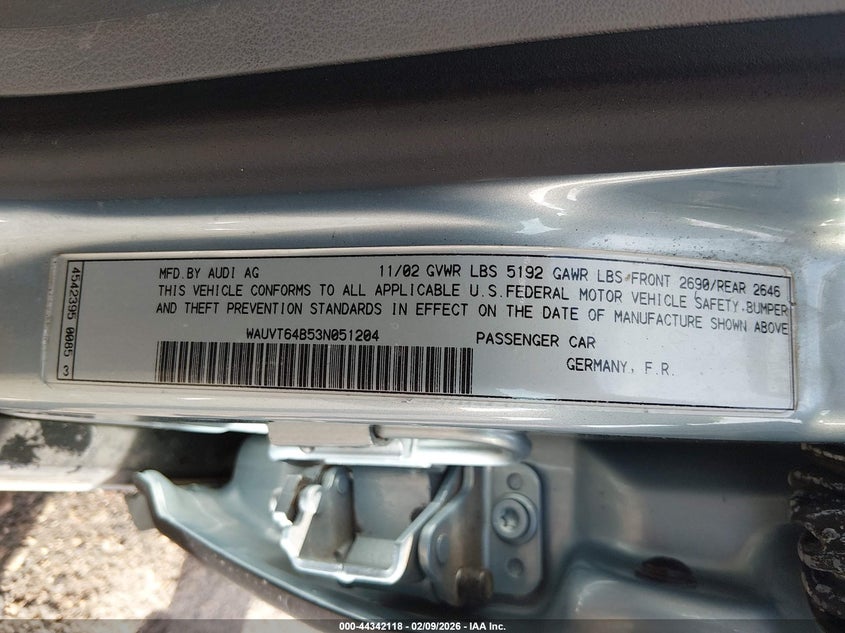 MFD.BY AUDI AG 11/02 GVWR LBS 5192 GAWR LBS FRONT 2690/REAR 2646
THIS VEHICLE CONFORMS TO ALL APPLICABLE U.S.FEDERAL MOTOR VEHICLE SAFETY.BUMPER
AND THEFT PREVENTION STANDARDS IN EFFECT ON THE DATE OF MANUFACTURE SHOWN ABOVE
WAUVT64B53N051204 PASSENGER CAR
GERMANY, F.R.
4542395 0085 3
000-44342118 - 02/09/2026 - IAA Inc.